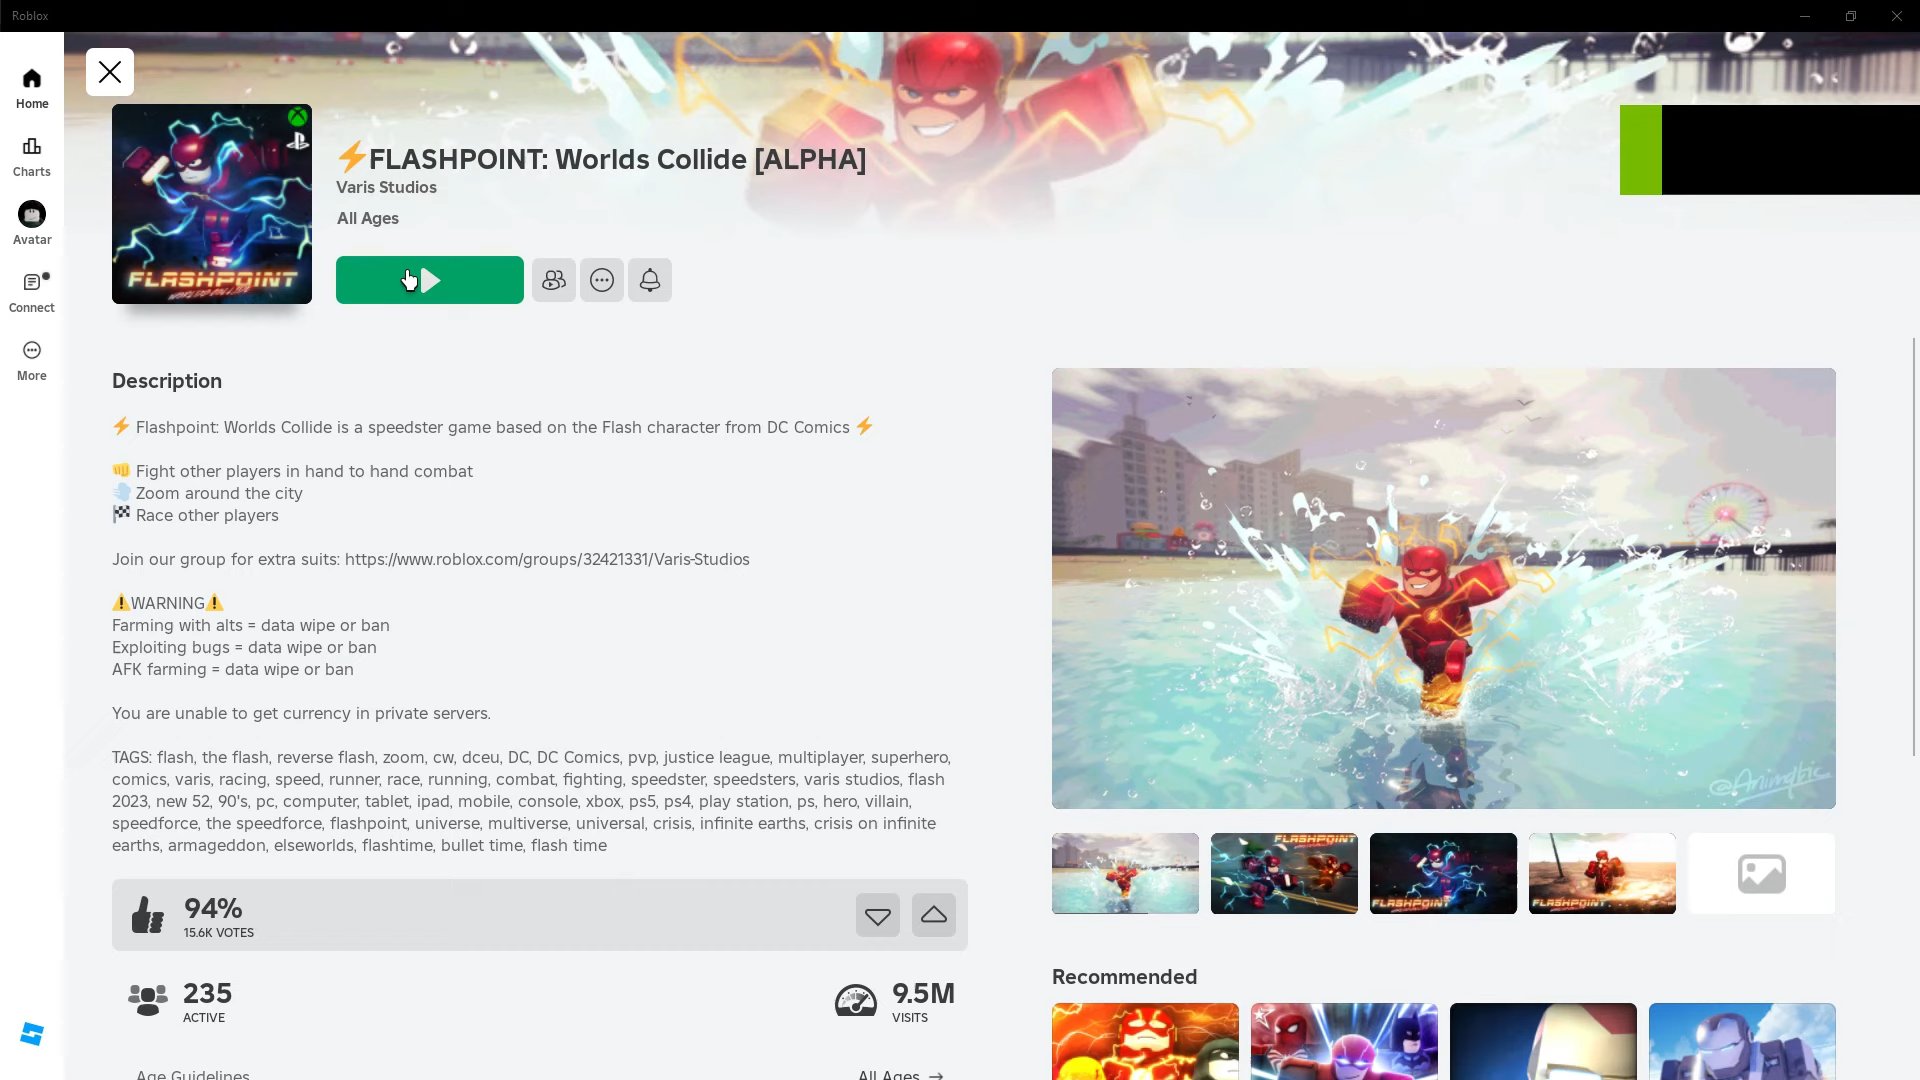 Roblox
Home
Charts
Avatar
Connect
More
FLASHPOINT
WORLDS COLLIDE
⚡FLASHPOINT: Worlds Collide [ALPHA]
Varis Studios
All Ages
Description
⚡ Flashpoint: Worlds Collide is a speedster game based on the Flash character from DC Comics ⚡
👊 Fight other players in hand to hand combat
💨 Zoom around the city
🏁 Race other players
Join our group for extra suits: https://www.roblox.com/groups/32421331/Varis-Studios
⚠️WARNING⚠️
Farming with alts = data wipe or ban
Exploiting bugs = data wipe or ban
AFK farming = data wipe or ban
You are unable to get currency in private servers.
TAGS: flash, the flash, reverse flash, zoom, cw, dceu, DC, DC Comics, pvp, justice league, multiplayer, superhero,
comics, varis, racing, speed, runner, race, running, combat, fighting, speedster, speedsters, varis studios, flash
2023, new 52, 90's, pc, computer, tablet, ipad, mobile, console, xbox, ps5, ps4, play station, ps, hero, villain,
speedforce, the speedforce, flashpoint, universe, multiverse, universal, crisis, infinite earths, crisis on infinite
earths, armageddon, elseworlds, flashtime, bullet time, flash time
94%
15.6K VOTES
235
ACTIVE
9.5M
VISITS
Age Guidelines
All Ages →
FLASHPOINT
FLASHPOINT
FLASHPOINT
Recommended